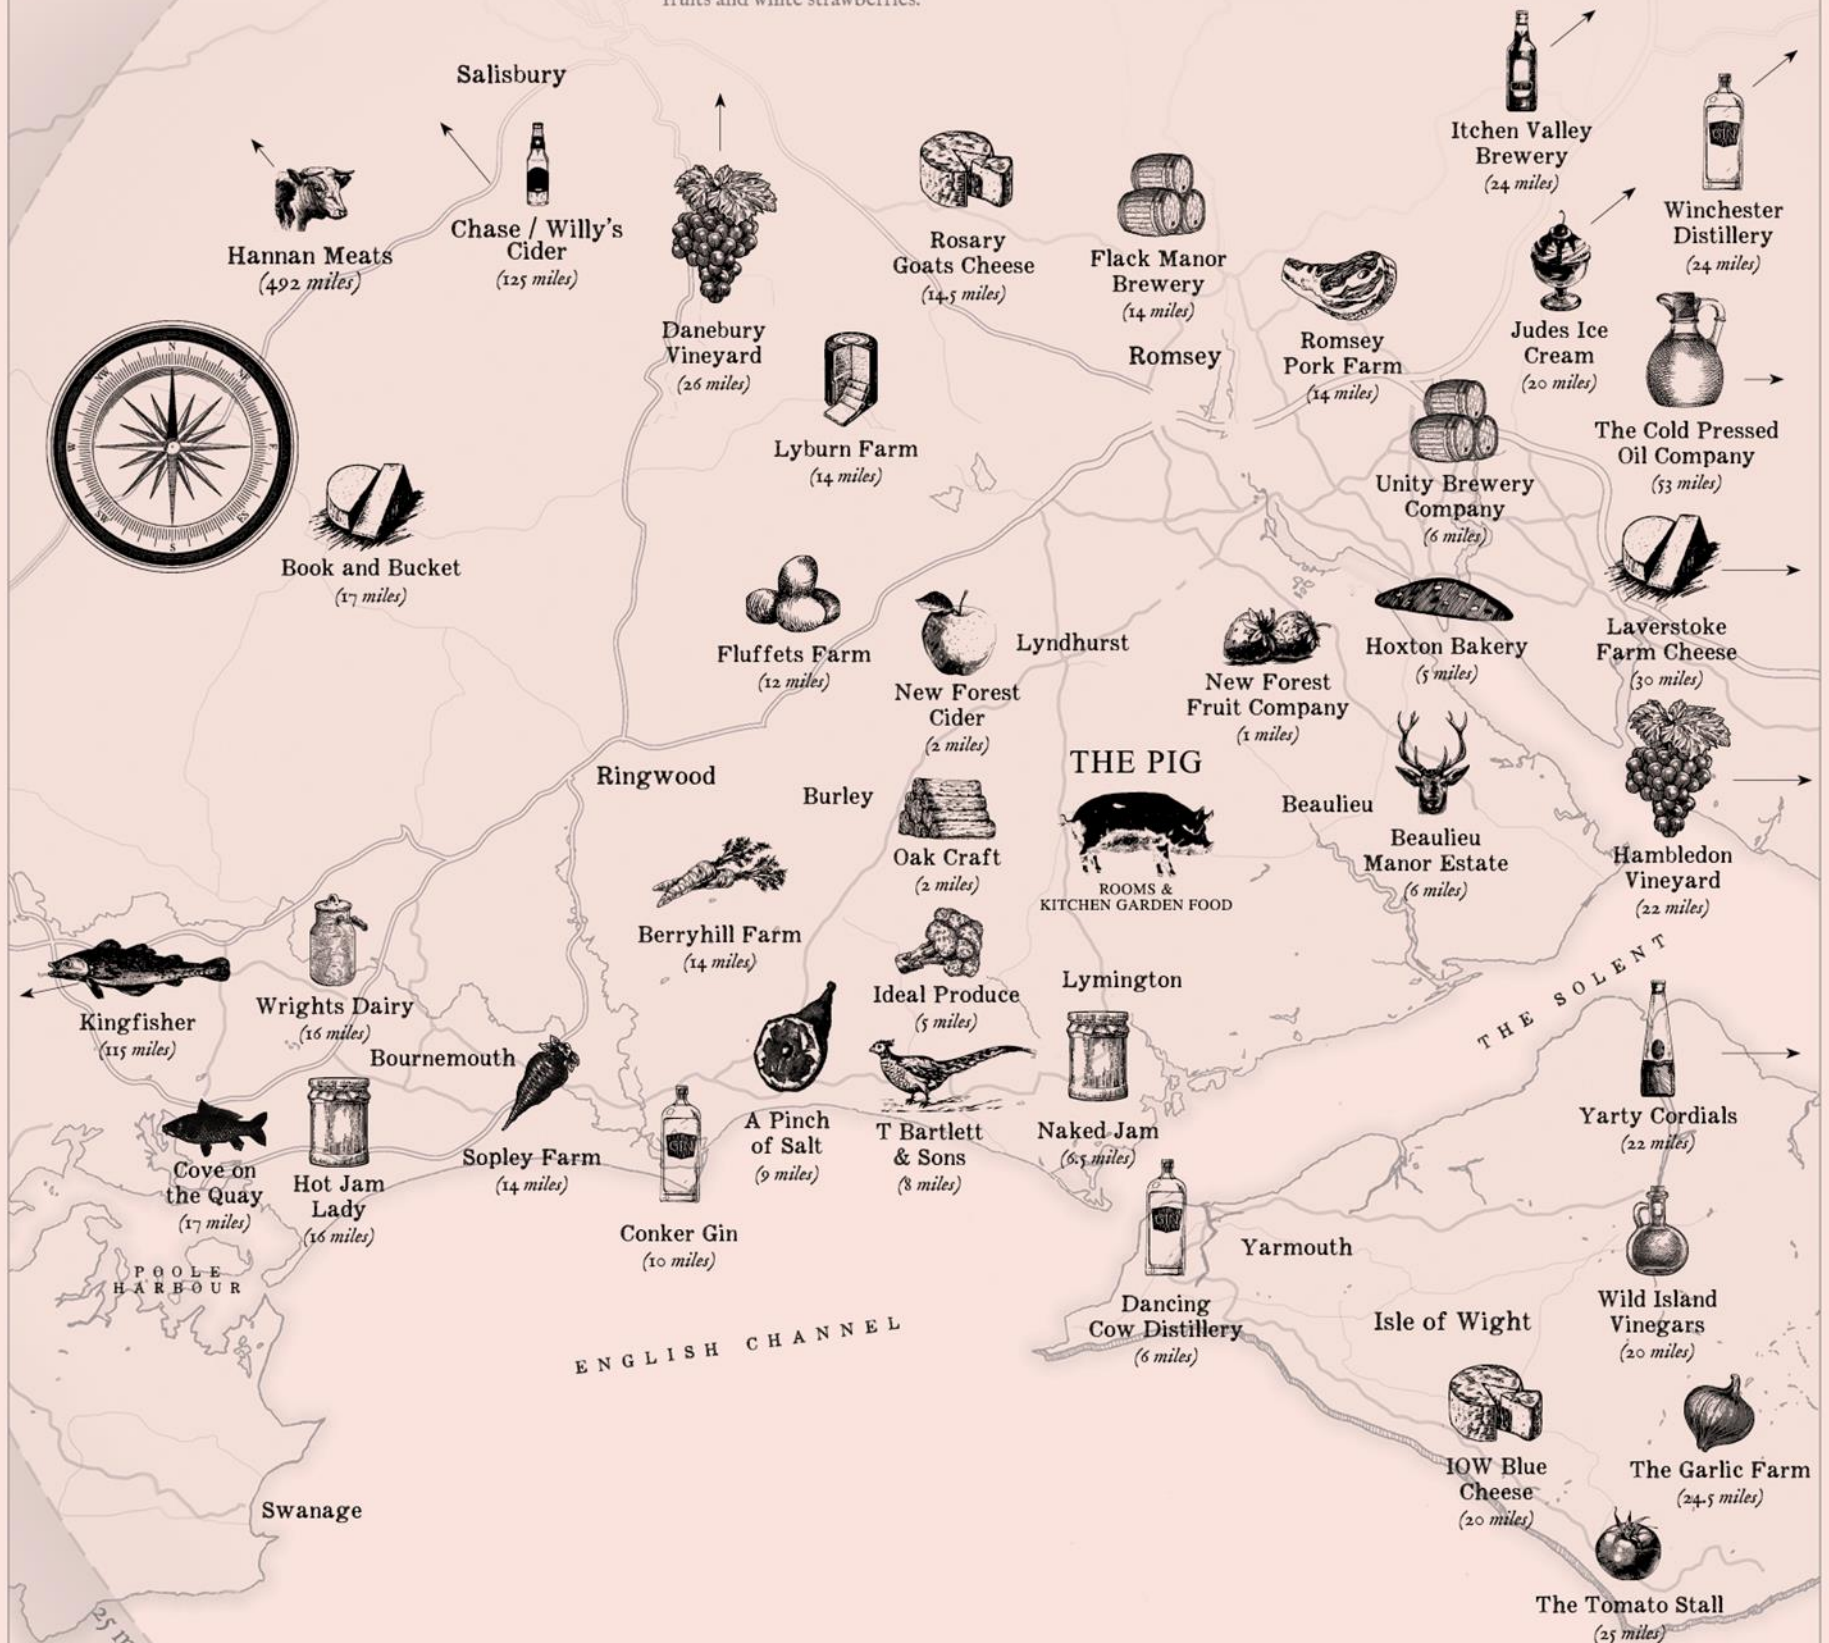 fruits and white strawberries.
Salisbury
Itchen Valley
Brewery
(24 miles)
Winchester
Distillery
(24 miles)
Hannan Meats
(492 miles)
Chase / Willy's
Cider
(125 miles)
Danebury
Vineyard
(26 miles)
Rosary
Goats Cheese
(14.5 miles)
Flack Manor
Brewery
(14 miles)
Romsey
Romsey
Pork Farm
(14 miles)
Judes Ice
Cream
(20 miles)
The Cold Pressed
Oil Company
(53 miles)
N
NE
E
S
SW
W
NW
Lyburn Farm
(14 miles)
Unity Brewery
Company
(6 miles)
Book and Bucket
(17 miles)
Fluffets Farm
(12 miles)
New Forest
Cider
(2 miles)
Lyndhurst
New Forest
Fruit Company
(1 miles)
Hoxton Bakery
(5 miles)
Laverstoke
Farm Cheese
(30 miles)
Ringwood
Burley
Oak Craft
(2 miles)
THE PIG
ROOMS &
KITCHEN GARDEN FOOD
Beaulieu
Beaulieu
Manor Estate
(6 miles)
Hambledon
Vineyard
(22 miles)
Berryhill Farm
(14 miles)
Ideal Produce
(5 miles)
Lymington
THE SOLENT
Kingfisher
(115 miles)
Wrights Dairy
(16 miles)
Bournemouth
Cove on
the Quay
(17 miles)
Hot Jam
Lady
(16 miles)
Sopley Farm
(14 miles)
GIN
Conker Gin
(10 miles)
A Pinch
of Salt
(9 miles)
T Bartlett
& Sons
(8 miles)
Naked Jam
(6.5 miles)
Yarty Cordials
(22 miles)
POOLE
HARBOUR
ENGLISH CHANNEL
GIN
Dancing
Cow Distillery
(6 miles)
Yarmouth
Isle of Wight
Wild Island
Vinegars
(20 miles)
IOW Blue
Cheese
(20 miles)
The Garlic Farm
(24.5 miles)
Swanage
The Tomato Stall
(25 miles)
25